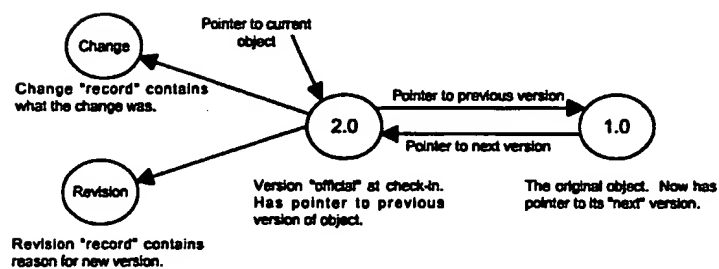 Pointer to current
object
Change
Change "record" contains
what the change was.
Pointer to previous version
2.0
1.0
Pointer to next version
Revision
Version "official" at check-in.
Has pointer to previous
version of object.
The original object. Now has
pointer to its "next" version.
Revision "record" contains
reason for new version.